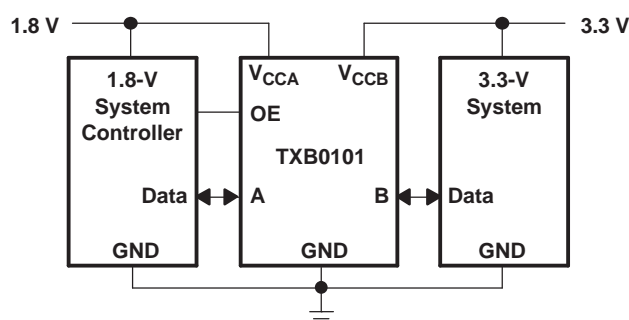 1.8 V
3.3 V
1.8-V
System
Controller
Data
GND
VCCA
VCCB
OE
TXB0101
A
B
GND
3.3-V
System
Data
GND